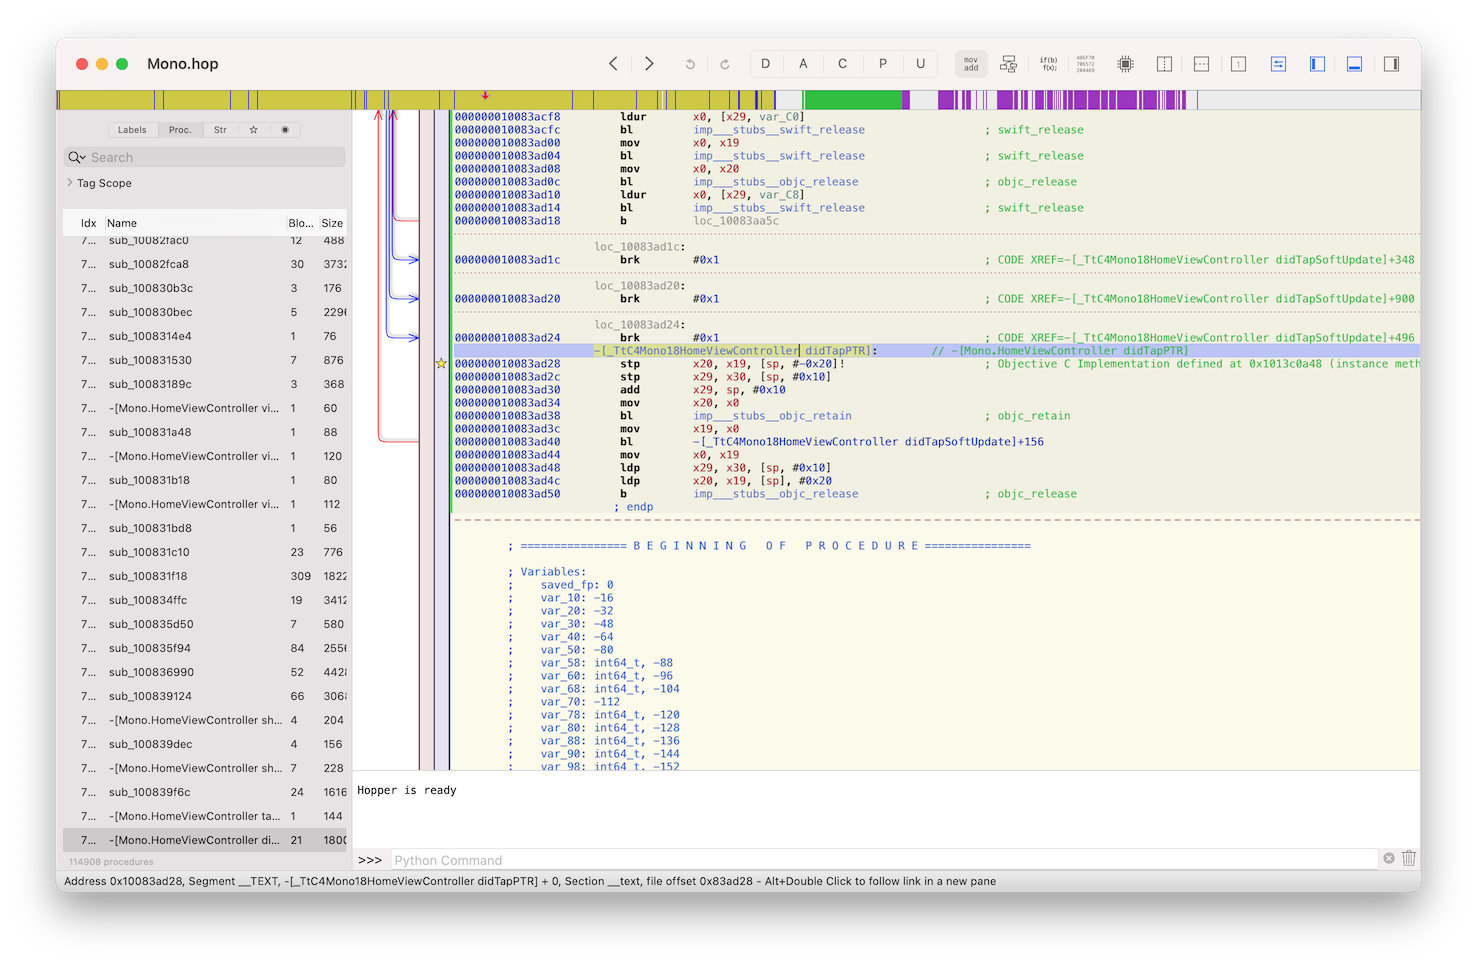 Mono.hop
D A C P U
mov
add
if(b)
f(x);
1
Labels Proc. Str
Search
Tag Scope
Idx Name Blo... Size
7... sub_10082fac0 12 488
7... sub_10082fca8 30 3732
7... sub_100830b3c 3 176
7... sub_100830bec 5 2296
7... sub_1008314e4 1 76
7... sub_100831530 7 876
7... sub_10083189c 3 368
7... -[Mono.HomeViewController vi... 1 60
7... sub_100831a48 1 88
7... -[Mono.HomeViewController vi... 1 120
7... sub_100831b18 1 80
7... -[Mono.HomeViewController vi... 1 112
7... sub_100831bd8 1 56
7... sub_100831c10 23 776
7... sub_100831f18 309 1822
7... sub_100834ffc 19 3412
7... sub_100835d50 7 580
7... sub_100835f94 84 2556
7... sub_100836990 52 4428
7... sub_100839124 66 3068
7... -[Mono.HomeViewController sh... 4 204
7... sub_100839dec 4 156
7... -[Mono.HomeViewController sh... 7 228
7... sub_100839f6c 24 1616
7... -[Mono.HomeViewController ta... 1 144
7... -[Mono.HomeViewController di... 21 1800
114908 procedures
000000010083acf8 ldur x0, [x29, var_C0]
000000010083acfc bl imp___stubs__swift_release ; swift_release
000000010083ad00 mov x0, x19
000000010083ad04 bl imp___stubs__swift_release ; swift_release
000000010083ad08 mov x0, x20
000000010083ad0c bl imp___stubs__objc_release ; objc_release
000000010083ad10 ldur x0, [x29, var_C8]
000000010083ad14 bl imp___stubs__swift_release ; swift_release
000000010083ad18 b loc_10083aa5c
loc_10083ad1c:
000000010083ad1c brk #0x1 ; CODE XREF=-[_TtC4Mono18HomeViewController didTapSoftUpdate]+348
loc_10083ad20:
000000010083ad20 brk #0x1 ; CODE XREF=-[_TtC4Mono18HomeViewController didTapSoftUpdate]+900
loc_10083ad24:
000000010083ad24 brk #0x1 ; CODE XREF=-[_TtC4Mono18HomeViewController didTapSoftUpdate]+496
-[_TtC4Mono18HomeViewController didTapPTR]: // -[Mono.HomeViewController didTapPTR]
000000010083ad28 stp x20, x19, [sp, #-0x20]! ; Objective C Implementation defined at 0x1013c0a48 (instance meth
000000010083ad2c stp x29, x30, [sp, #0x10]
000000010083ad30 add x29, sp, #0x10
000000010083ad34 mov x20, x0
000000010083ad38 bl imp___stubs__objc_retain ; objc_retain
000000010083ad3c mov x19, x0
000000010083ad40 bl -[_TtC4Mono18HomeViewController didTapSoftUpdate]+156
000000010083ad44 mov x0, x19
000000010083ad48 ldp x29, x30, [sp, #0x10]
000000010083ad4c ldp x20, x19, [sp], #0x20
000000010083ad50 b imp___stubs__objc_release ; objc_release
; endp
; ================ B E G I N N I N G O F P R O C E D U R E ================
; Variables:
; saved_fp: 0
; var_10: -16
; var_20: -32
; var_30: -48
; var_40: -64
; var_50: -80
; var_58: int64_t, -88
; var_60: int64_t, -96
; var_68: int64_t, -104
; var_70: -112
; var_78: int64_t, -120
; var_80: int64_t, -128
; var_88: int64_t, -136
; var_90: int64_t, -144
; var_98: int64_t, -152
Hopper is ready
>>> Python Command
Address 0x10083ad28, Segment __TEXT, -[_TtC4Mono18HomeViewController didTapPTR] + 0, Section __text, file offset 0x83ad28 - Alt+Double Click to follow link in a new pane